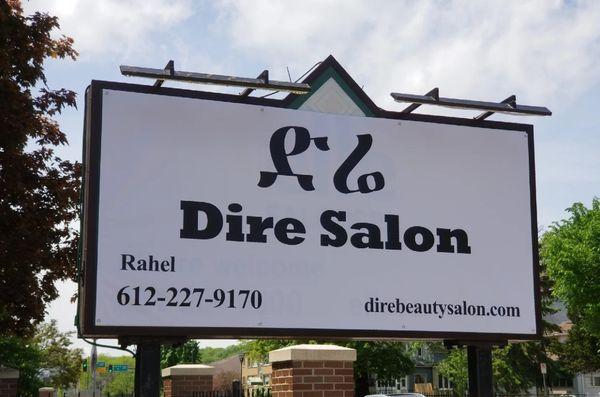 ድሬ
Dire Salon
Rahel
612-227-9170
direbeautysalon.com